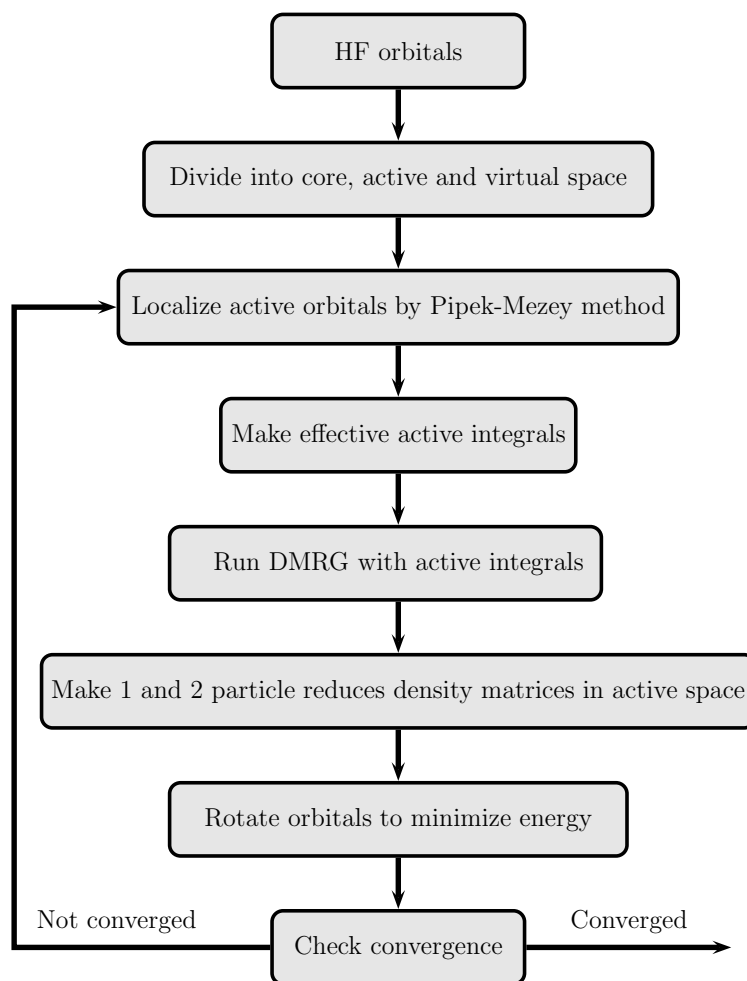 HF orbitals
Divide into core, active and virtual space
Localize active orbitals by Pipek-Mezey method
Make effective active integrals
Run DMRG with active integrals
Make 1 and 2 particle reduces density matrices in active space
Rotate orbitals to minimize energy
Not converged
Converged
Check convergence